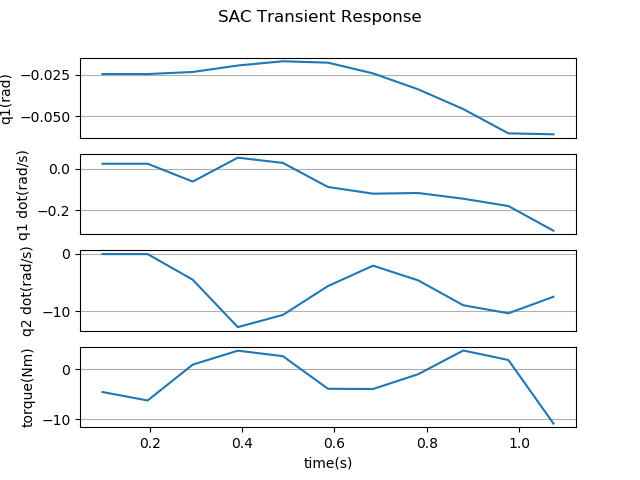 SAC Transient Response
q1(rad)
−0.025
−0.050
q1 dot(rad/s)
0.0
−0.2
q2 dot(rad/s)
0
−10
torque(Nm)
0
−10
0.2 0.4 0.6 0.8 1.0
time(s)